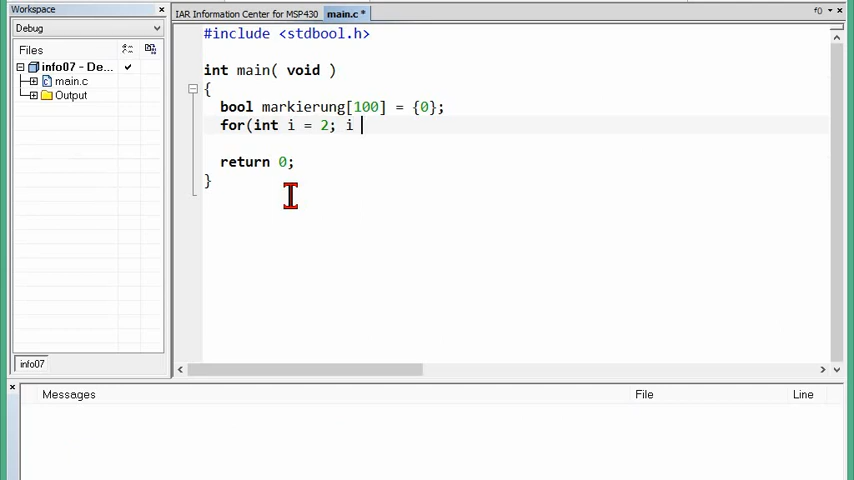 Workspace
Debug
Files
info07 - De...
main.c
Output
info07
IAR Information Center for MSP430 main.c *
f()
#include <stdbool.h>
int main( void )
{
bool markierung[100] = {0};
for(int i = 2; i
return 0;
}
Messages File Line